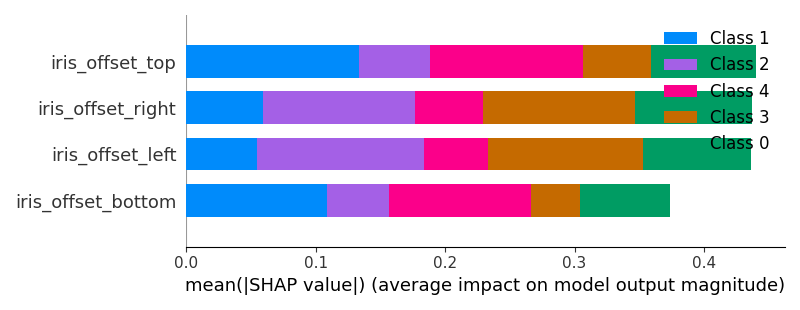 iris_offset_top
iris_offset_right
iris_offset_left
iris_offset_bottom
Class 1
Class 2
Class 4
Class 3
Class 0
0.0 0.1 0.2 0.3 0.4
mean(|SHAP value|) (average impact on model output magnitude)